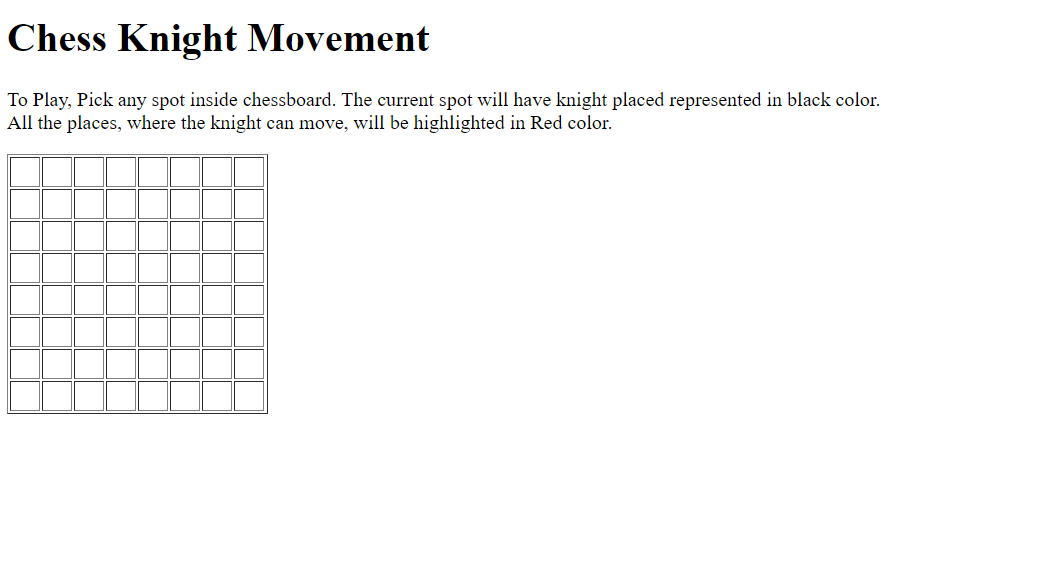 Chess Knight Movement
To Play, Pick any spot inside chessboard. The current spot will have knight placed represented in black color.
All the places, where the knight can move, will be highlighted in Red color.